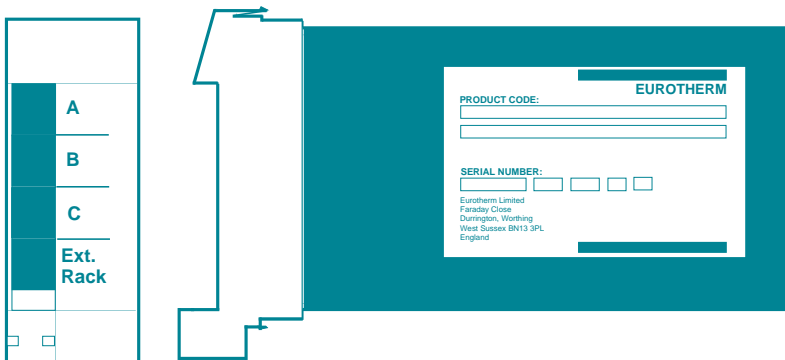 A
B
C
Ext.
Rack
EUROTHERM
PRODUCT CODE:
SERIAL NUMBER:
Eurotherm Limited
Faraday Close
Durrington, Worthing
West Sussex BN13 3PL
England